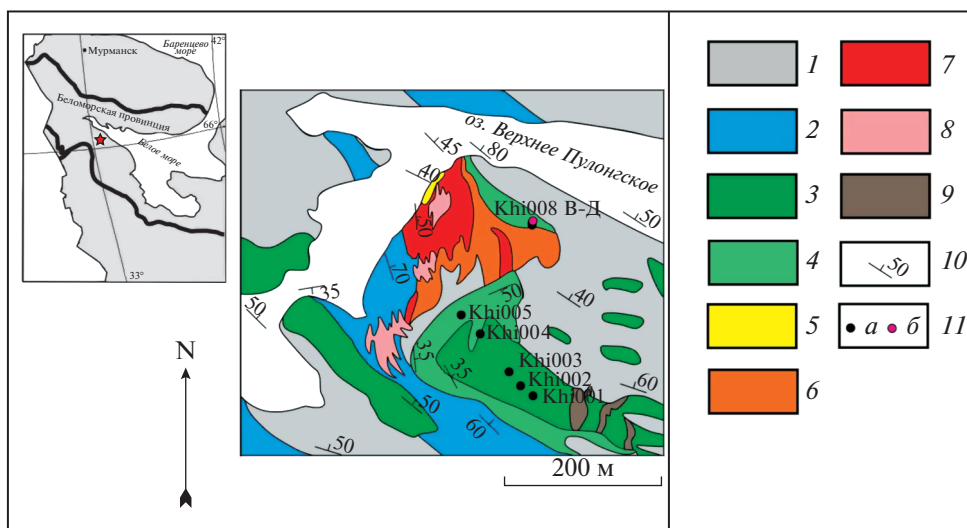 Баренцево
море
42°
Мурманск
Беломорская провинция
66°
Белое море
33°
N
оз. Верхнее Пулонгское
45
80
40
50
50
Khi008 В-Д
70
35
50
50
40
Khi005
Khi004
35
35
Khi003
Khi002
Khi001
60
50
60
50
200 м
1
2
3
4
5
6
7
8
9
50
10
а
б
11